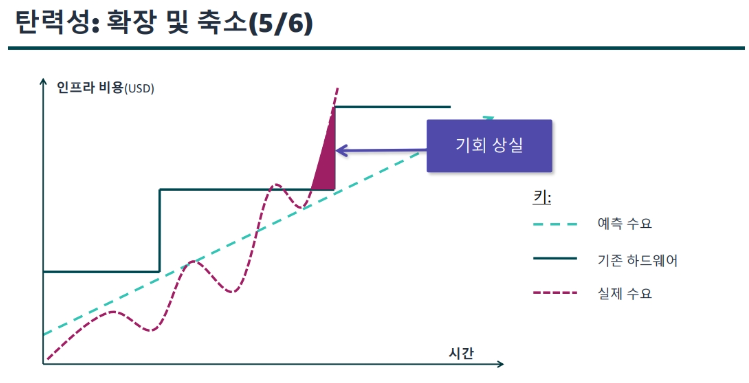 탄력성: 확장 및 축소(5/6)
인프라 비용(USD)
기회 상실
키:
예측 수요
기존 하드웨어
실제 수요
시간